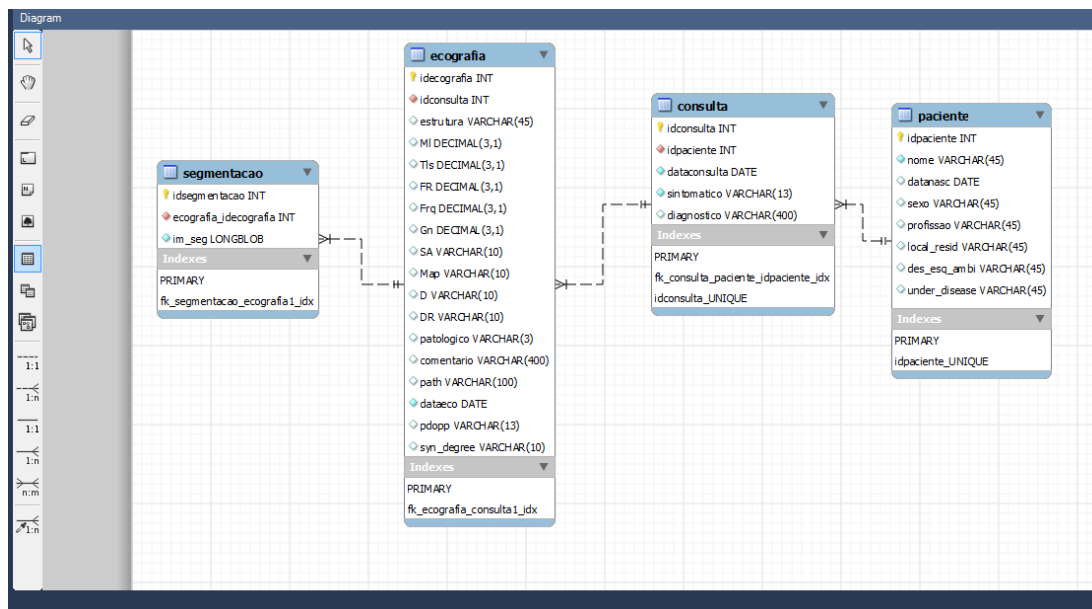 Diagram
segmentacao
idsegmentacao INT
ecografia_idecografia INT
im_seg LONGBLOB
Indexes
PRIMARY
fk_segmentacao_ecografia1_idx
ecografia
idecografia INT
idconsulta INT
estrutura VARCHAR(45)
MI DECIMAL(3,1)
TIs DECIMAL(3,1)
FR DECIMAL(3,1)
Frq DECIMAL(3,1)
Gn DECIMAL(3,1)
SA VARCHAR(10)
Map VARCHAR(10)
D VARCHAR(10)
DR VARCHAR(10)
patologico VARCHAR(3)
comentario VARCHAR(400)
path VARCHAR(100)
dataeco DATE
pdopp VARCHAR(13)
syn_degree VARCHAR(10)
Indexes
PRIMARY
fk_ecografia_consulta1_idx
consulta
idconsulta INT
idpaciente INT
dataconsulta DATE
sintomatico VARCHAR(13)
diagnostico VARCHAR(400)
Indexes
PRIMARY
fk_consulta_paciente_idpaciente_idx
idconsulta_UNIQUE
paciente
idpaciente INT
nome VARCHAR(45)
datanasc DATE
sexo VARCHAR(45)
profissao VARCHAR(45)
local_resid VARCHAR(45)
des_esq_ambi VARCHAR(45)
under_disease VARCHAR(45)
Indexes
PRIMARY
idpaciente_UNIQUE
1:1
1:n
1:1
1:n
n:m
1:n